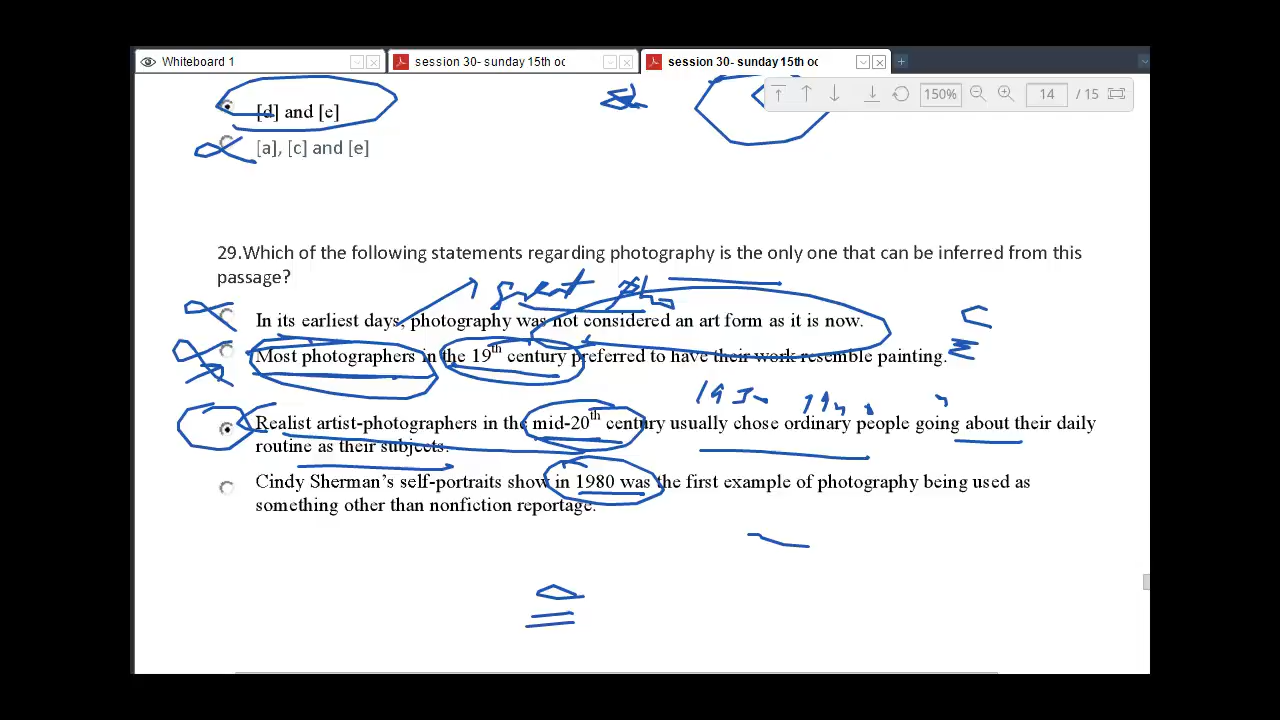 Whiteboard 1
session 30- sunday 15th oc
session 30- sunday 15th oc
150%
14
/ 15
[d] and [e]
[a], [c] and [e]
29.Which of the following statements regarding photography is the only one that can be inferred from this
passage?
In its earliest days, photography was not considered an art form as it is now.
Most photographers in the 19th century preferred to have their work resemble painting.
Realist artist-photographers in the mid-20th century usually chose ordinary people going about their daily
routine as their subjects.
Cindy Sherman’s self-portraits show in 1980 was the first example of photography being used as
something other than nonfiction reportage.